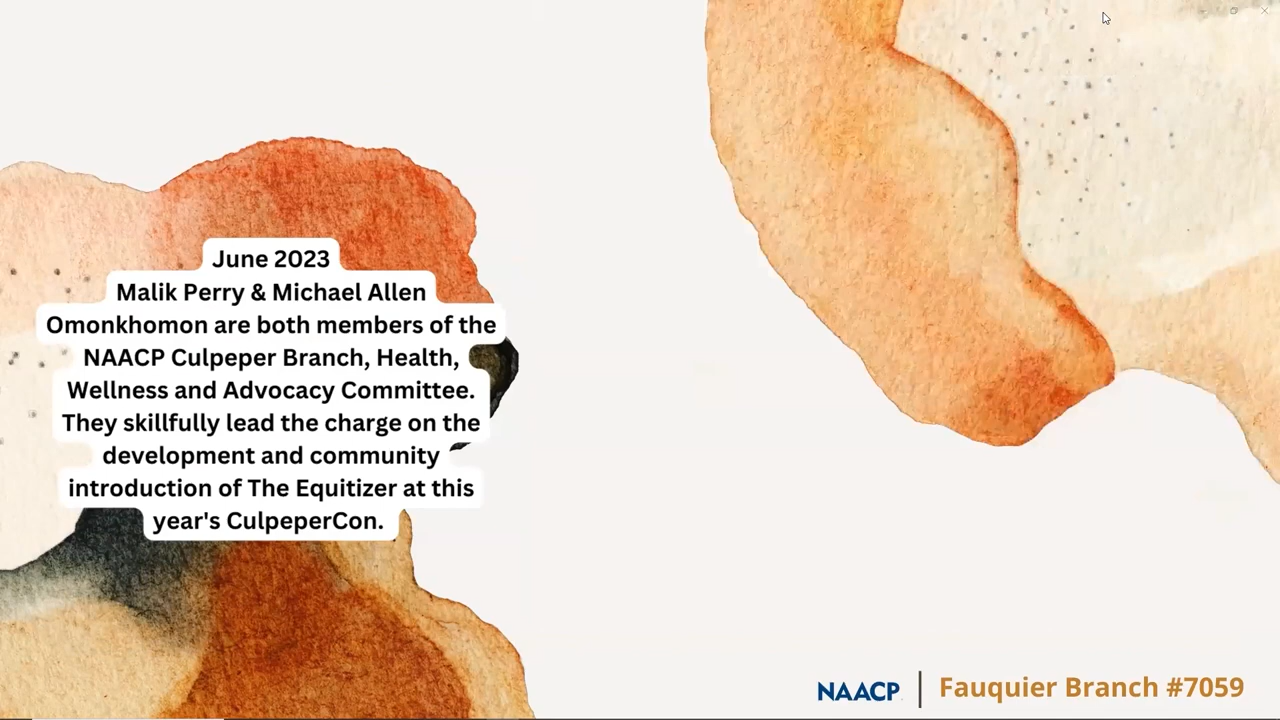 June 2023
Malik Perry & Michael Allen
Omonkhomon are both members of the
NAACP Culpeper Branch, Health,
Wellness and Advocacy Committee.
They skillfully lead the charge on the
development and community
introduction of The Equitizer at this
year's CulpeperCon.
NAACP | Fauquier Branch #7059